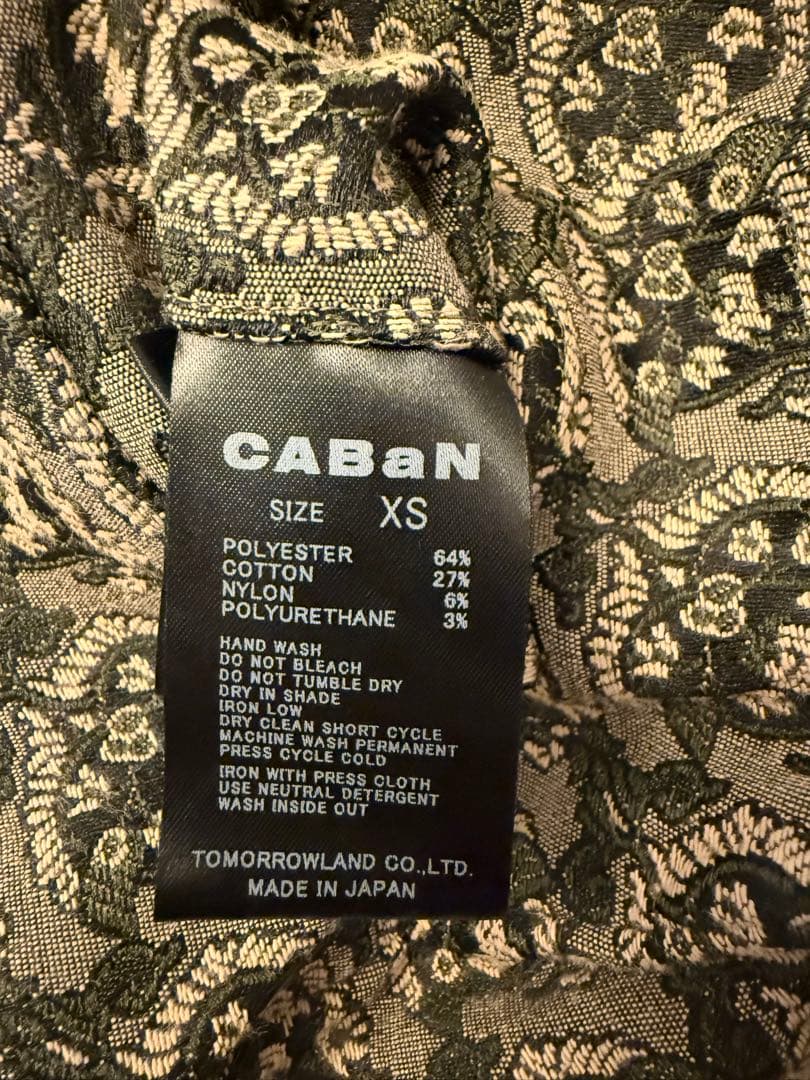 CABaN
SIZE XS
POLYESTER 64%
COTTON 27%
NYLON 6%
POLYURETHANE 3%
HAND WASH
DO NOT BLEACH
DO NOT TUMBLE DRY
DRY IN SHADE
IRON LOW
DRY CLEAN SHORT CYCLE
MACHINE WASH PERMANENT
PRESS CYCLE COLD
IRON WITH PRESS CLOTH
USE NEUTRAL DETERGENT
WASH INSIDE OUT
TOMORROWLAND CO.,LTD.
MADE IN JAPAN